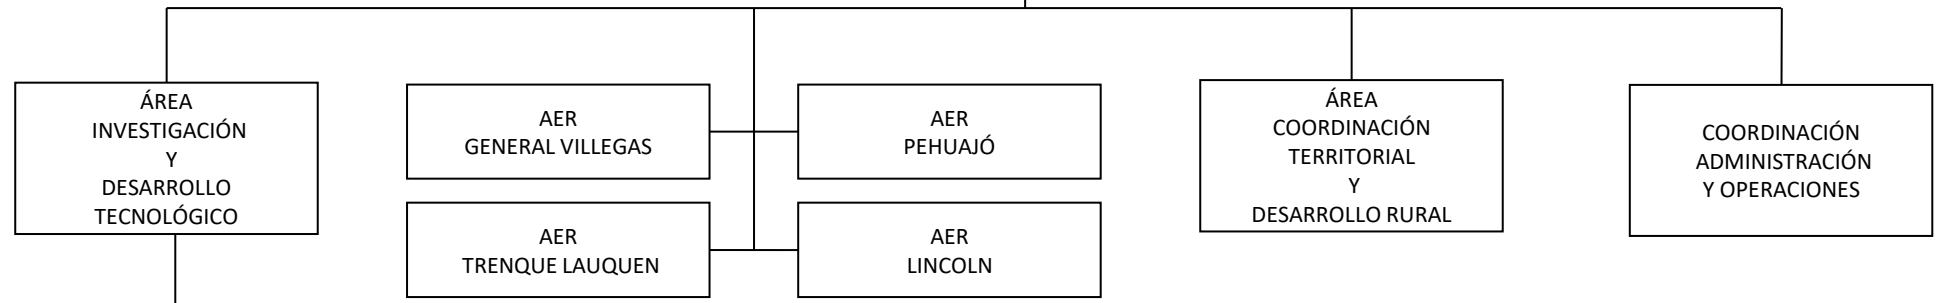 ÁREA
INVESTIGACIÓN
Y
DESARROLLO
TECNOLÓGICO
AER
GENERAL VILLEGAS
AER
PEHUAJÓ
AER
TRENQUE LAUQUEN
AER
LINCOLN
ÁREA
COORDINACIÓN
TERRITORIAL
Y
DESARROLLO RURAL
COORDINACIÓN
ADMINISTRACIÓN
Y OPERACIONES